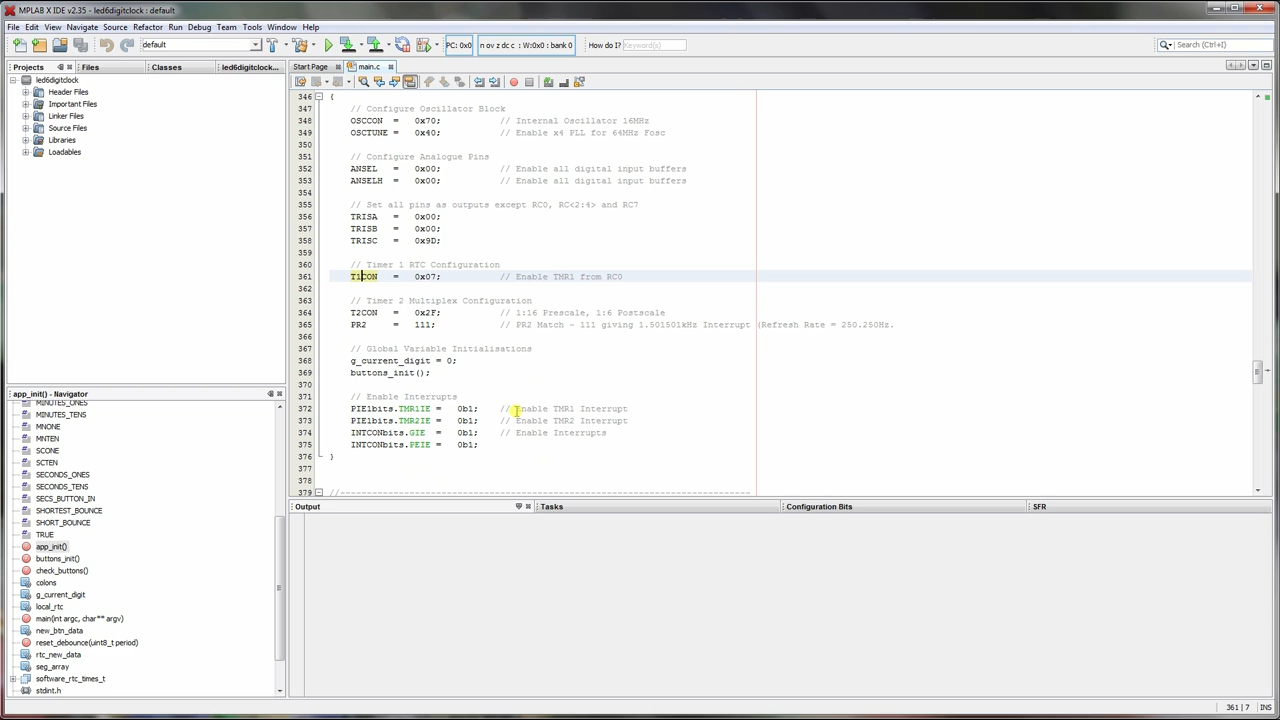 MPLAB X IDE v2.35 - led6digitclock : default
File Edit View Navigate Source Refactor Run Debug Team Tools Window Help
default PC: 0x0 n ov z dc c : W:0x0 : bank 0 How do I? (Keyword(s)) Search (Ctrl+I)
Projects Files Classes led6digitclock...
Start Page main.c
led6digitclock
Header Files
Important Files
Linker Files
Source Files
Libraries
Loadables
346 {
347 // Configure Oscillator Block
348 OSCCON = 0x70; // Internal Oscillator 16MHz
349 OSCTUNE = 0x40; // Enable x4 PLL for 64MHz Fosc
350
351 // Configure Analogue Pins
352 ANSEL = 0x00; // Enable all digital input buffers
353 ANSELH = 0x00; // Enable all digital input buffers
354
355 // Set all pins as outputs except RC0, RC<2:4> and RC7
356 TRISA = 0x00;
357 TRISB = 0x00;
358 TRISC = 0x9D;
359
360 // Timer 1 RTC Configuration
361 T1CON = 0x07; // Enable TMR1 from RC0
362
363 // Timer 2 Multiplex Configuration
364 T2CON = 0x2F; // 1:16 Prescale, 1:6 Postscale
365 PR2 = 111; // PR2 Match - 111 giving 1.501501kHz Interrupt (Refresh Rate = 250.250Hz.
366
367 // Global Variable Initialisations
368 g_current_digit = 0;
369 buttons_init();
370
371 // Enable Interrupts
372 PIE1bits.TMR1IE = 0b1; // Enable TMR1 Interrupt
373 PIE1bits.TMR2IE = 0b1; // Enable TMR2 Interrupt
374 INTCONbits.GIE = 0b1; // Enable Interrupts
375 INTCONbits.PEIE = 0b1;
376 }
377
378
379 //----------------------------------------------------------------------
app_init() - Navigator
MINUTES_ONES
MINUTES_TENS
MNONE
MNTEN
SCONE
SCTEN
SECONDS_ONES
SECONDS_TENS
SECS_BUTTON_IN
SHORTEST_BOUNCE
SHORT_BOUNCE
TRUE
app_init()
buttons_init()
check_buttons()
colons
g_current_digit
local_rtc
main(int argc, char** argv)
new_btn_data
reset_debounce(uint8_t period)
rtc_new_data
seg_array
software_rtc_times_t
stdint.h
Output Tasks Configuration Bits SFR
361 | 7 INS